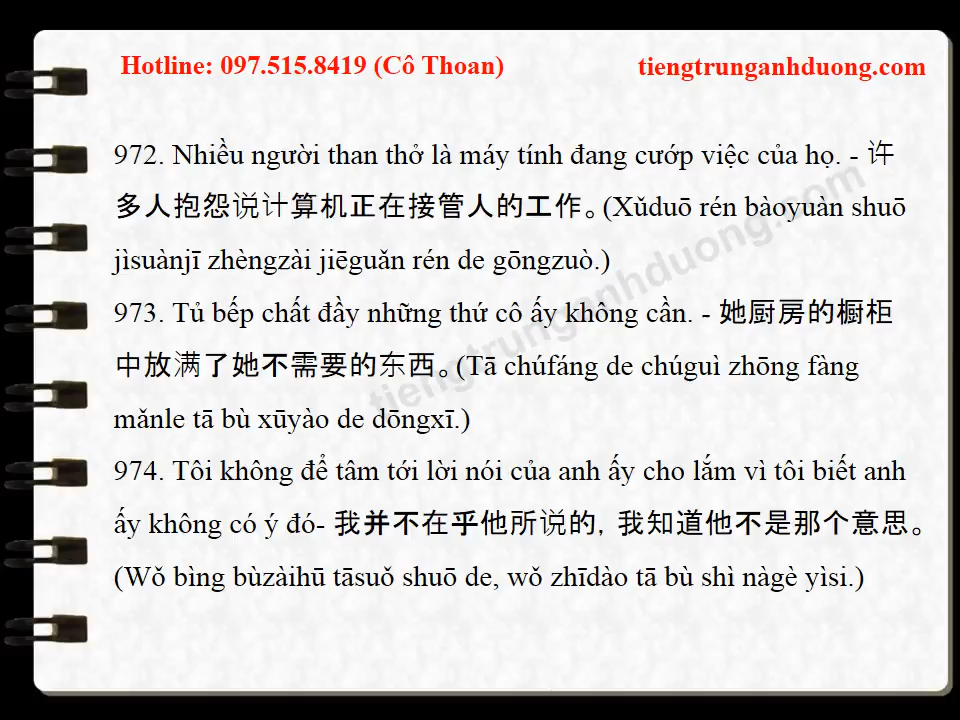 Hotline: 097.515.8419 (Cô Thoan) tiengtrunganhduong.com
972. Nhiều người than thở là máy tính đang cướp việc của họ. - 许
多人抱怨说计算机正在接管人的工作。(Xǔduō rén bàoyuàn shuō
jìsuànjī zhèngzài jiēguǎn rén de gōngzuò.)
973. Tủ bếp chất đầy những thứ cô ấy không cần. - 她厨房的橱柜
中放满了她不需要的东西。(Tā chúfáng de chúguì zhōng fàng
mǎnle tā bù xūyào de dōngxī.)
974. Tôi không để tâm tới lời nói của anh ấy cho lắm vì tôi biết anh
ấy không có ý đó- 我并不在乎他所说的, 我知道他不是那个意思。
(Wǒ bìng bùzàihū tāsuǒ shuō de, wǒ zhīdào tā bù shì nàgè yìsi.)
tiengtrunganhduong.com